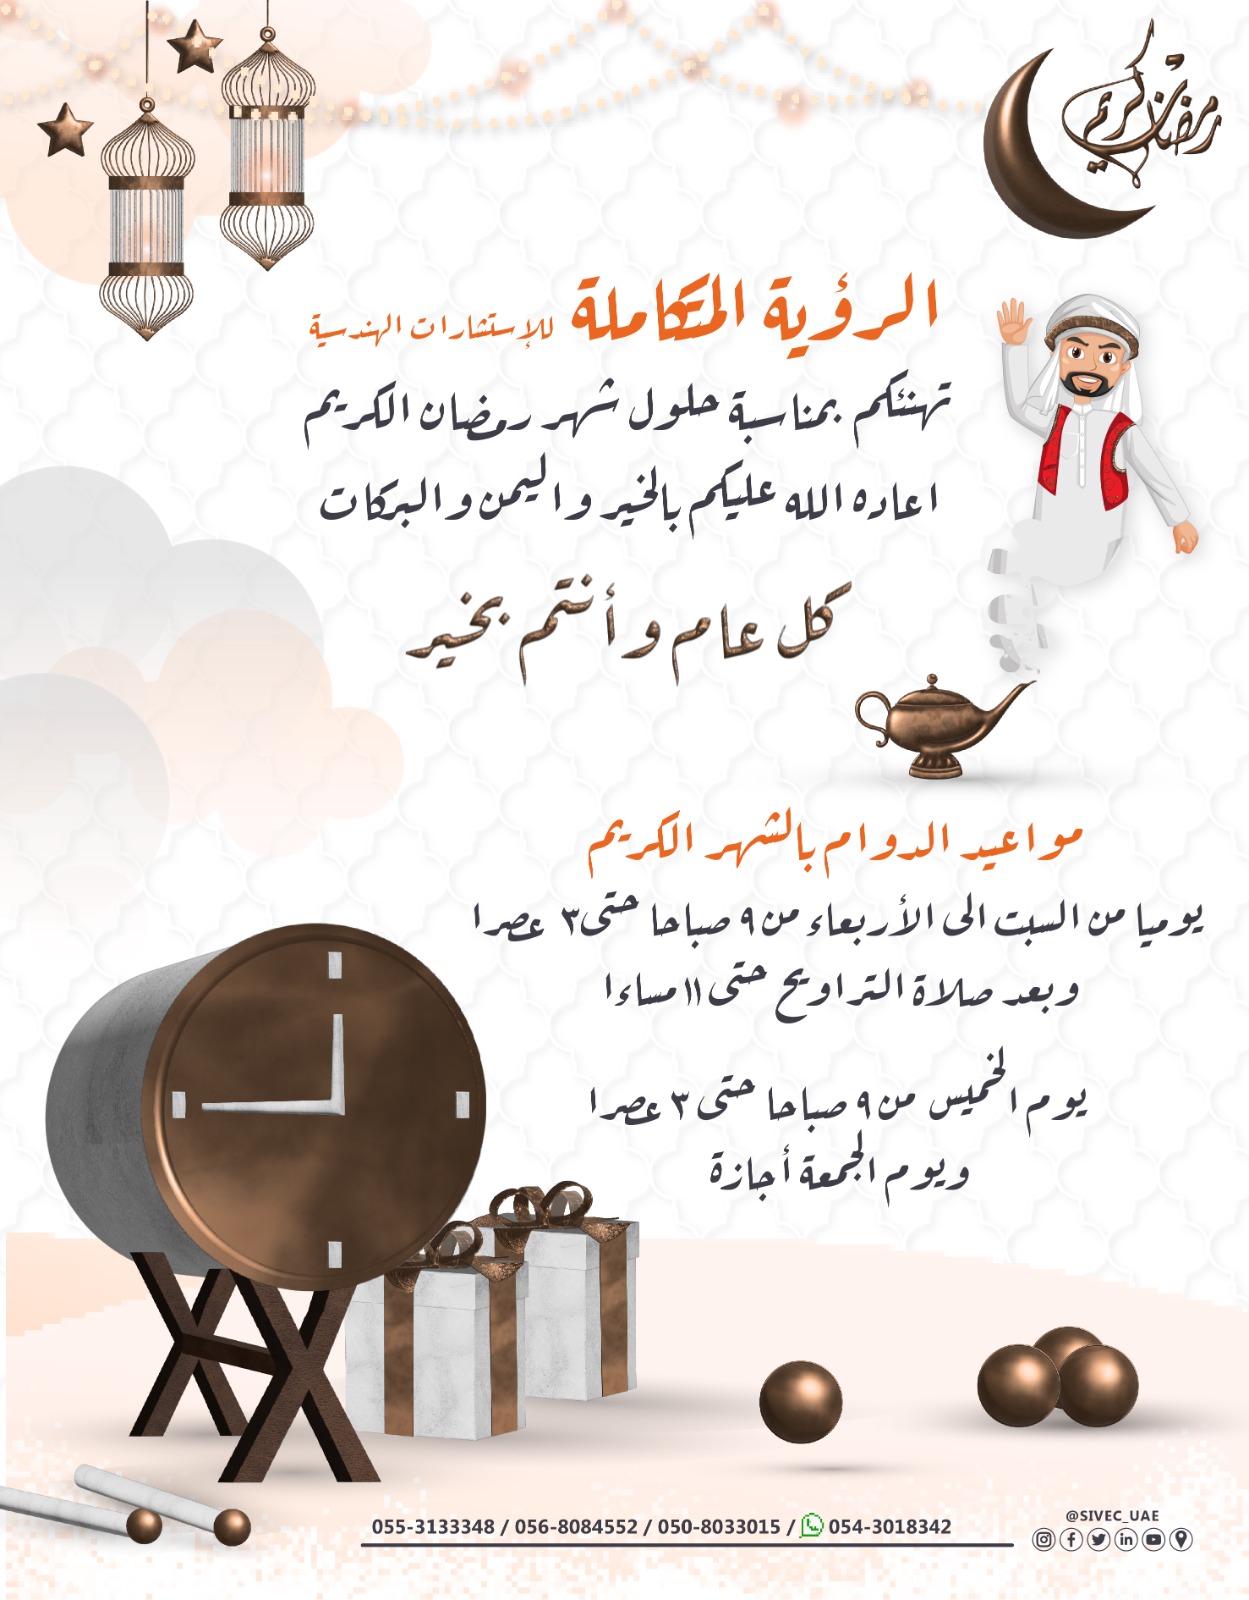 رمضان كريم
الرؤية المتكاملة للإستشارات الهندسية
تهنئكم بمناسبة حلول شهر رمضان الكريم
اعاده الله عليكم بالخير واليمن والبركات
كل عام وأنتم بخير
مواعيد الدوام بالشهر الكريم
يوميا من السبت الى الأربعاء من ٩ صباحا حتى ٣ عصرا
وبعد صلاة التراويح حتى ١١ مساءا
يوم الخميس من ٩ صباحا حتى ٣ عصرا
ويوم الجمعة أجازة
055-3133348 / 056-8084552 / 050-8033015 / 054-3018342
@SIVEC_UAE